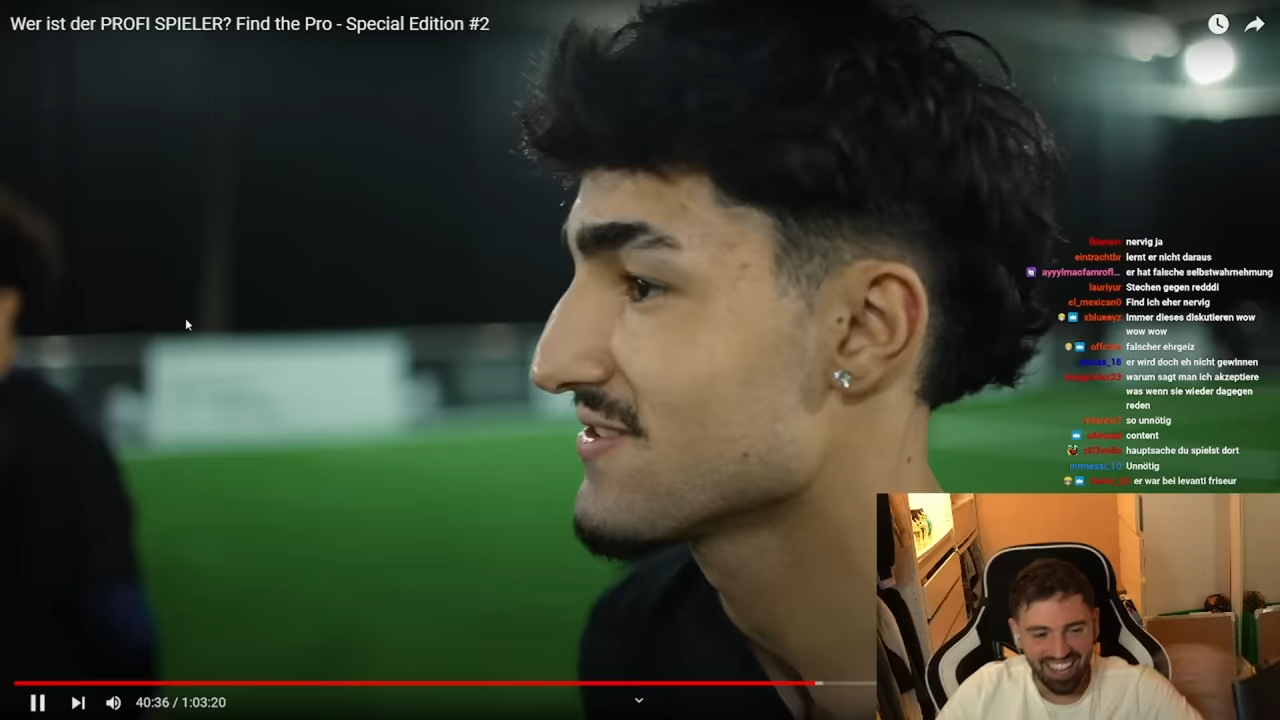 Wer ist der PROFI SPIELER? Find the Pro - Special Edition #2
nervig ja
eintrachtbr lernt er nicht daraus
ayyylmaofamrofl... er hat falsche selbstwahrnehmung
lauriyur Stechen gegen redddi
el_mexican0 Find ich eher nervig
xblueeyz Immer dieses diskutieren wow
wow wow
falscher ehrgeiz
er wird doch eh nicht gewinnen
warum sagt man ich akzeptiere
was wenn sie wieder dagegen
reden
so unnötig
content
hauptsache du spielst dort
Unnötig
er war bei levanti friseur
40:36 / 1:03:20